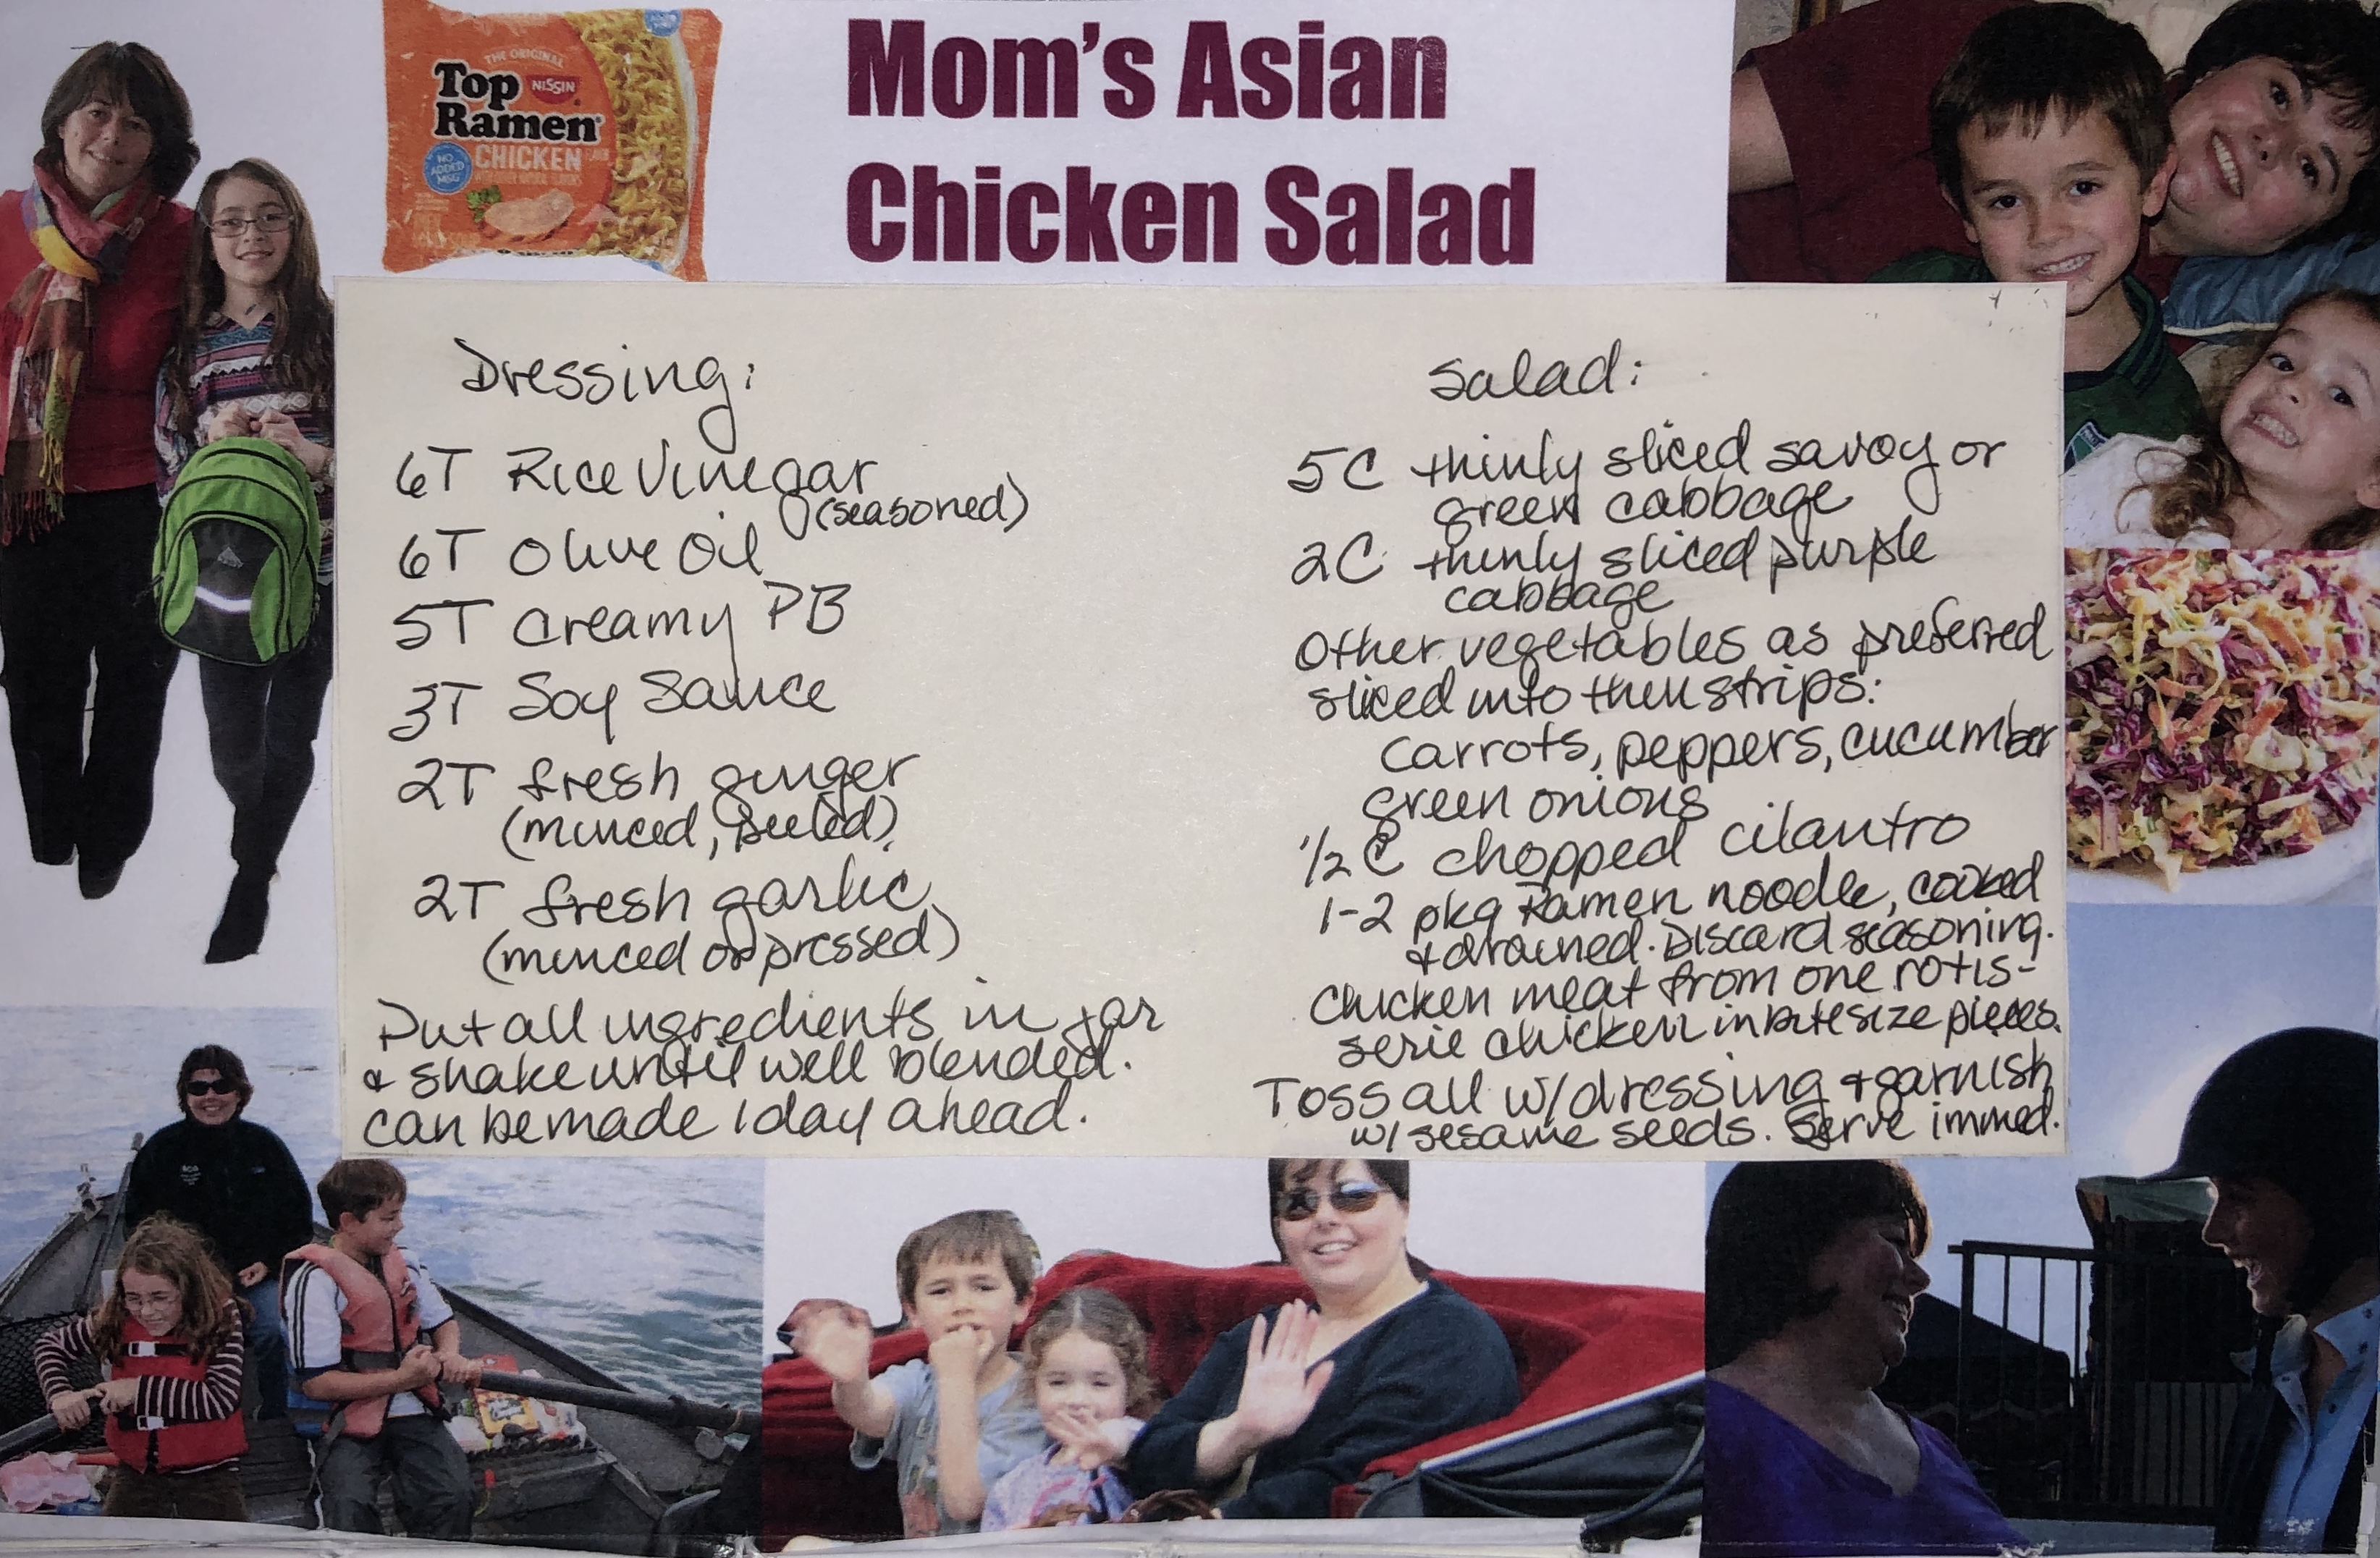 THE ORIGINAL
Top
NISSIN
Ramen
CHICKEN
NO
ADDED
MSG
Mom's Asian
Chicken Salad
Dressing:
6T Rice Vinegar
(seasoned)
6T Olive Oil
5T Creamy PB
3T Soy Sauce
2T fresh ginger
(minced, peeled)
2T fresh garlic
(minced or pressed)
Put all ingredients in jar
& shake until well blended.
can be made 1 day ahead.
Salad:
5C thinly sliced savoy or
green cabbage
2C thinly sliced purple
cabbage
Other vegetables as preferred
sliced into thin strips:
carrots, peppers, cucumber
green onions
1/2 C chopped cilantro
1-2 pkg Ramen noodle, cooked
& drained. Discard seasoning.
Chicken meat from one rotis-
serie chicken in bite size pieces.
Toss all w/ dressing & garnish
w/ sesame seeds. Serve immed.